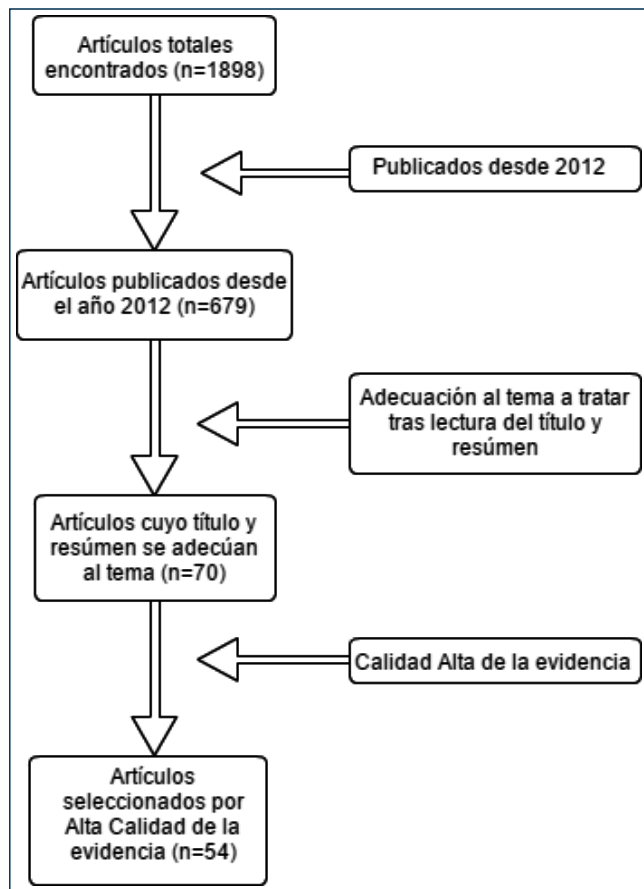 Artículos totales
encontrados (n=1898)
Publicados desde 2012
Artículos publicados desde
el año 2012 (n=679)
Adecuación al tema a tratar
tras lectura del título y
resúmen
Artículos cuyo título y
resúmen se adecúan
al tema (n=70)
Calidad Alta de la evidencia
Artículos
seleccionados por
Alta Calidad de la
evidencia (n=54)